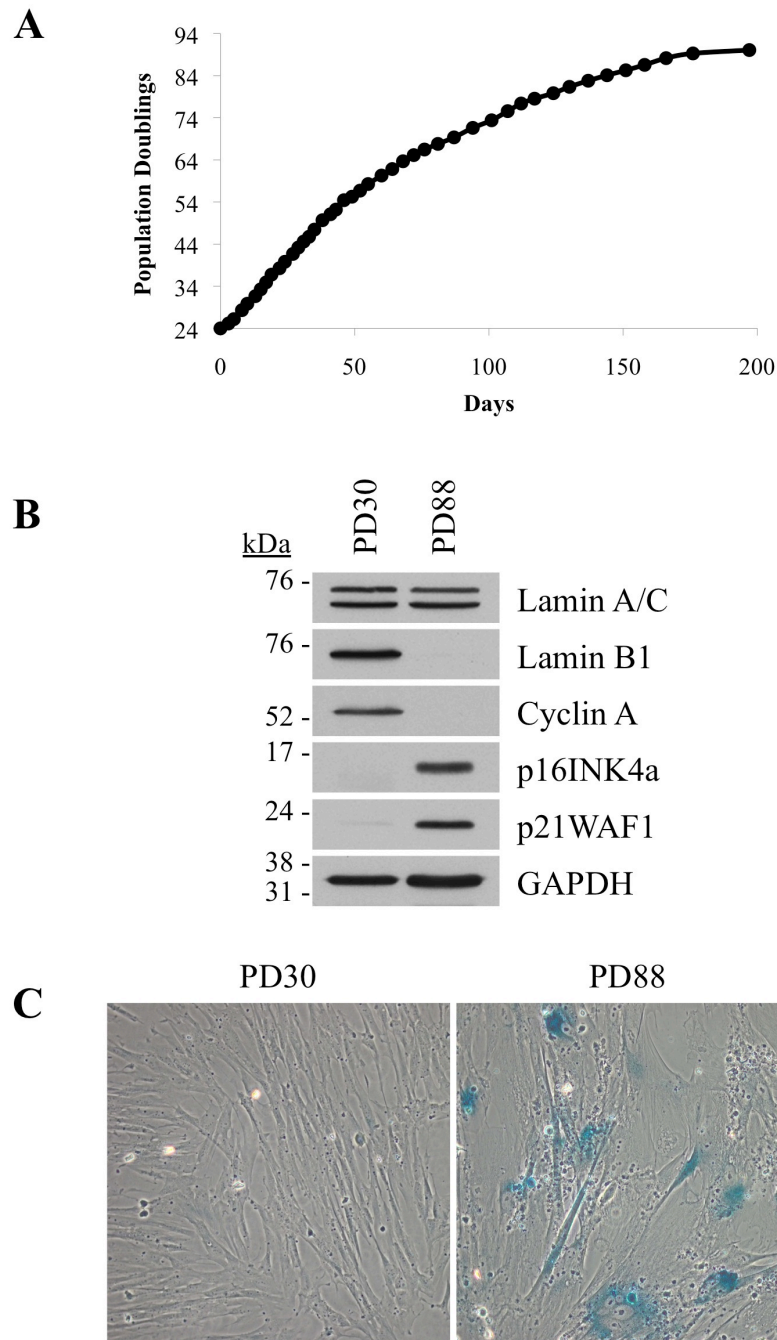 A
Population Doublings
94
84
74
64
54
44
34
24
0 50 100 150 200
Days
B
kDa PD30 PD88
76 - Lamin A/C
76 - Lamin B1
52 - Cyclin A
17 - p16INK4a
24 - p21WAF1
38 -
31 - GAPDH
C
PD30 PD88